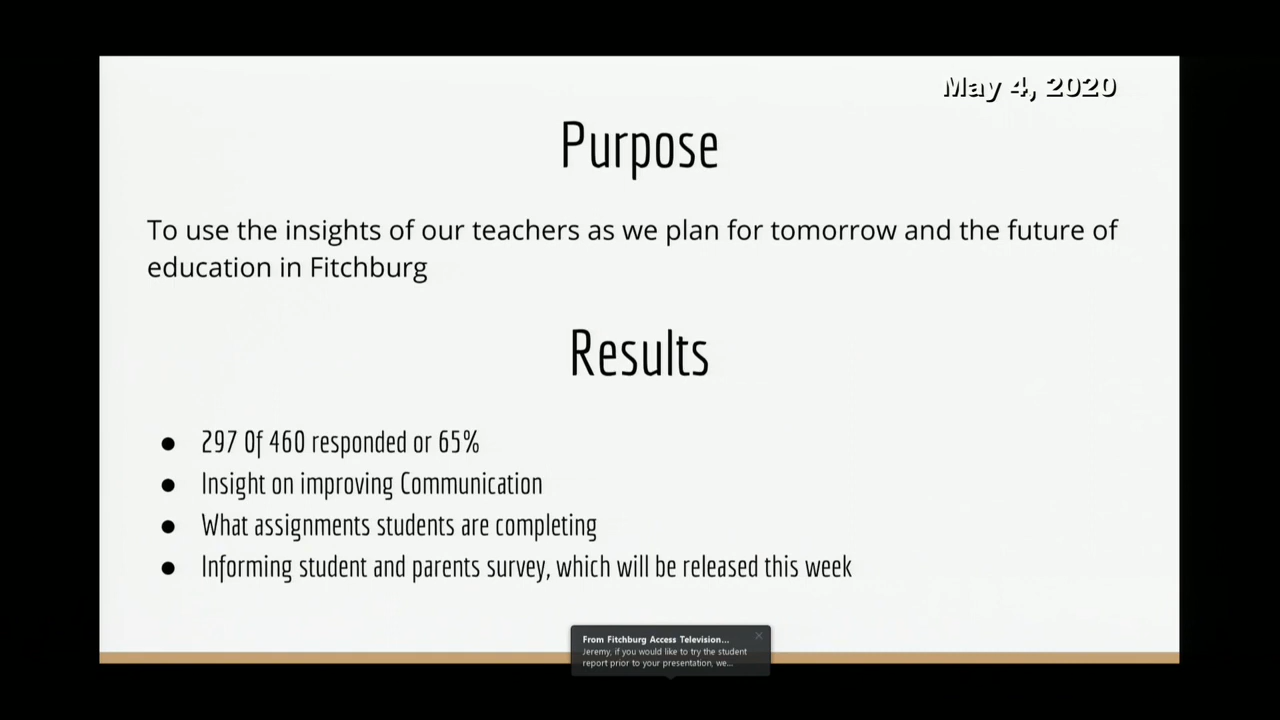 May 4, 2020
Purpose
To use the insights of our teachers as we plan for tomorrow and the future of
education in Fitchburg
Results
● 297 Of 460 responded or 65%
● Insight on improving Communication
● What assignments students are completing
● Informing student and parents survey, which will be released this week
From Fitchburg Access Television...
Jeremy, if you would like to try the student
report prior to your presentation, we...